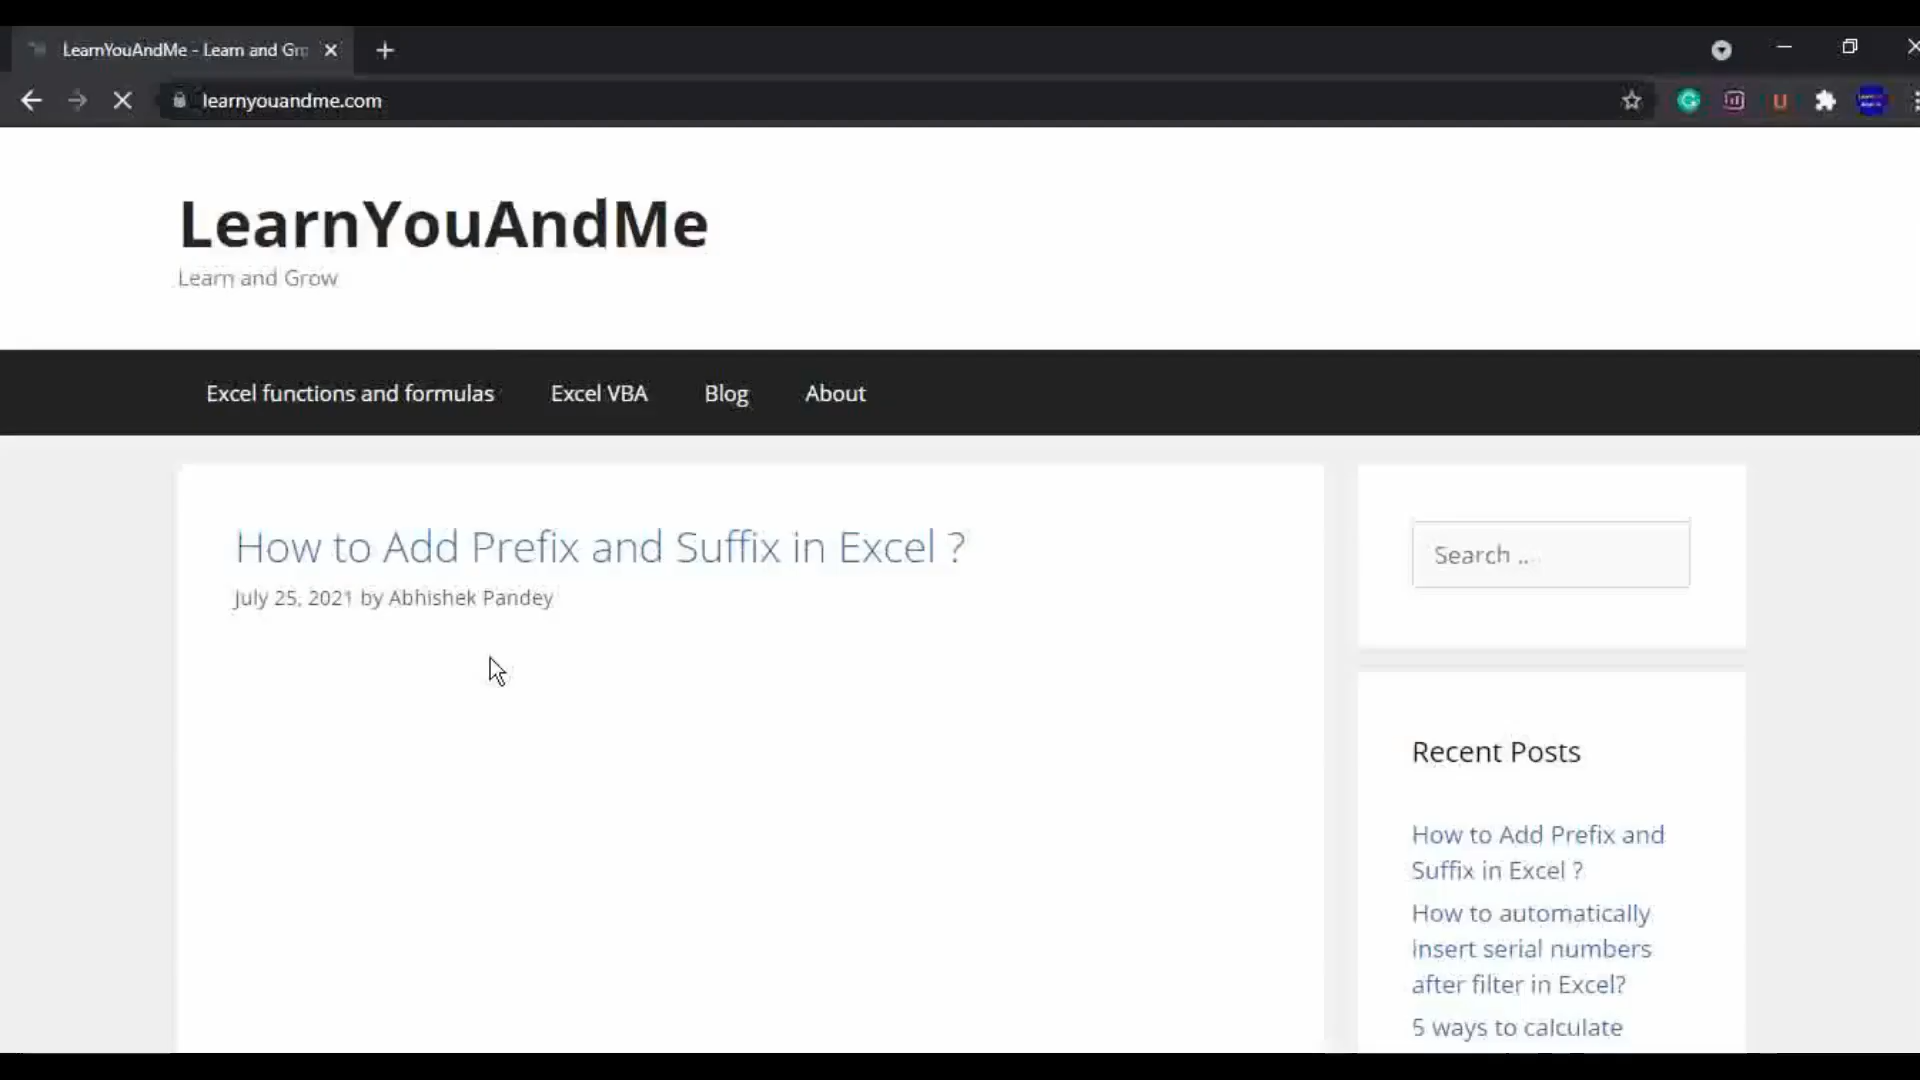 LearnYouAndMe - Learn and Gro
learnyouandme.com
LearnYouAndMe
Learn and Grow
Excel functions and formulas Excel VBA Blog About
How to Add Prefix and Suffix in Excel ?
July 25, 2021 by Abhishek Pandey
Search ...
Recent Posts
How to Add Prefix and
Suffix in Excel ?
How to automatically
insert serial numbers
after filter in Excel?
5 ways to calculate